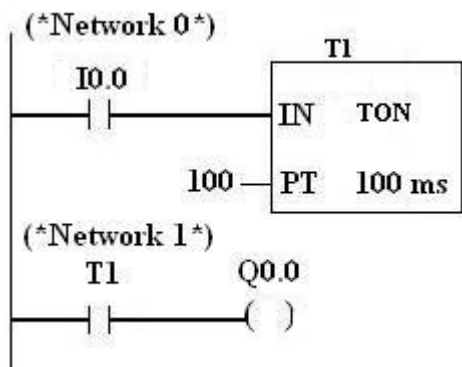 (*Network 0*)
T1
I0.0
IN TON
100 PT 100 ms
(*Network 1*)
T1 Q0.0
( )